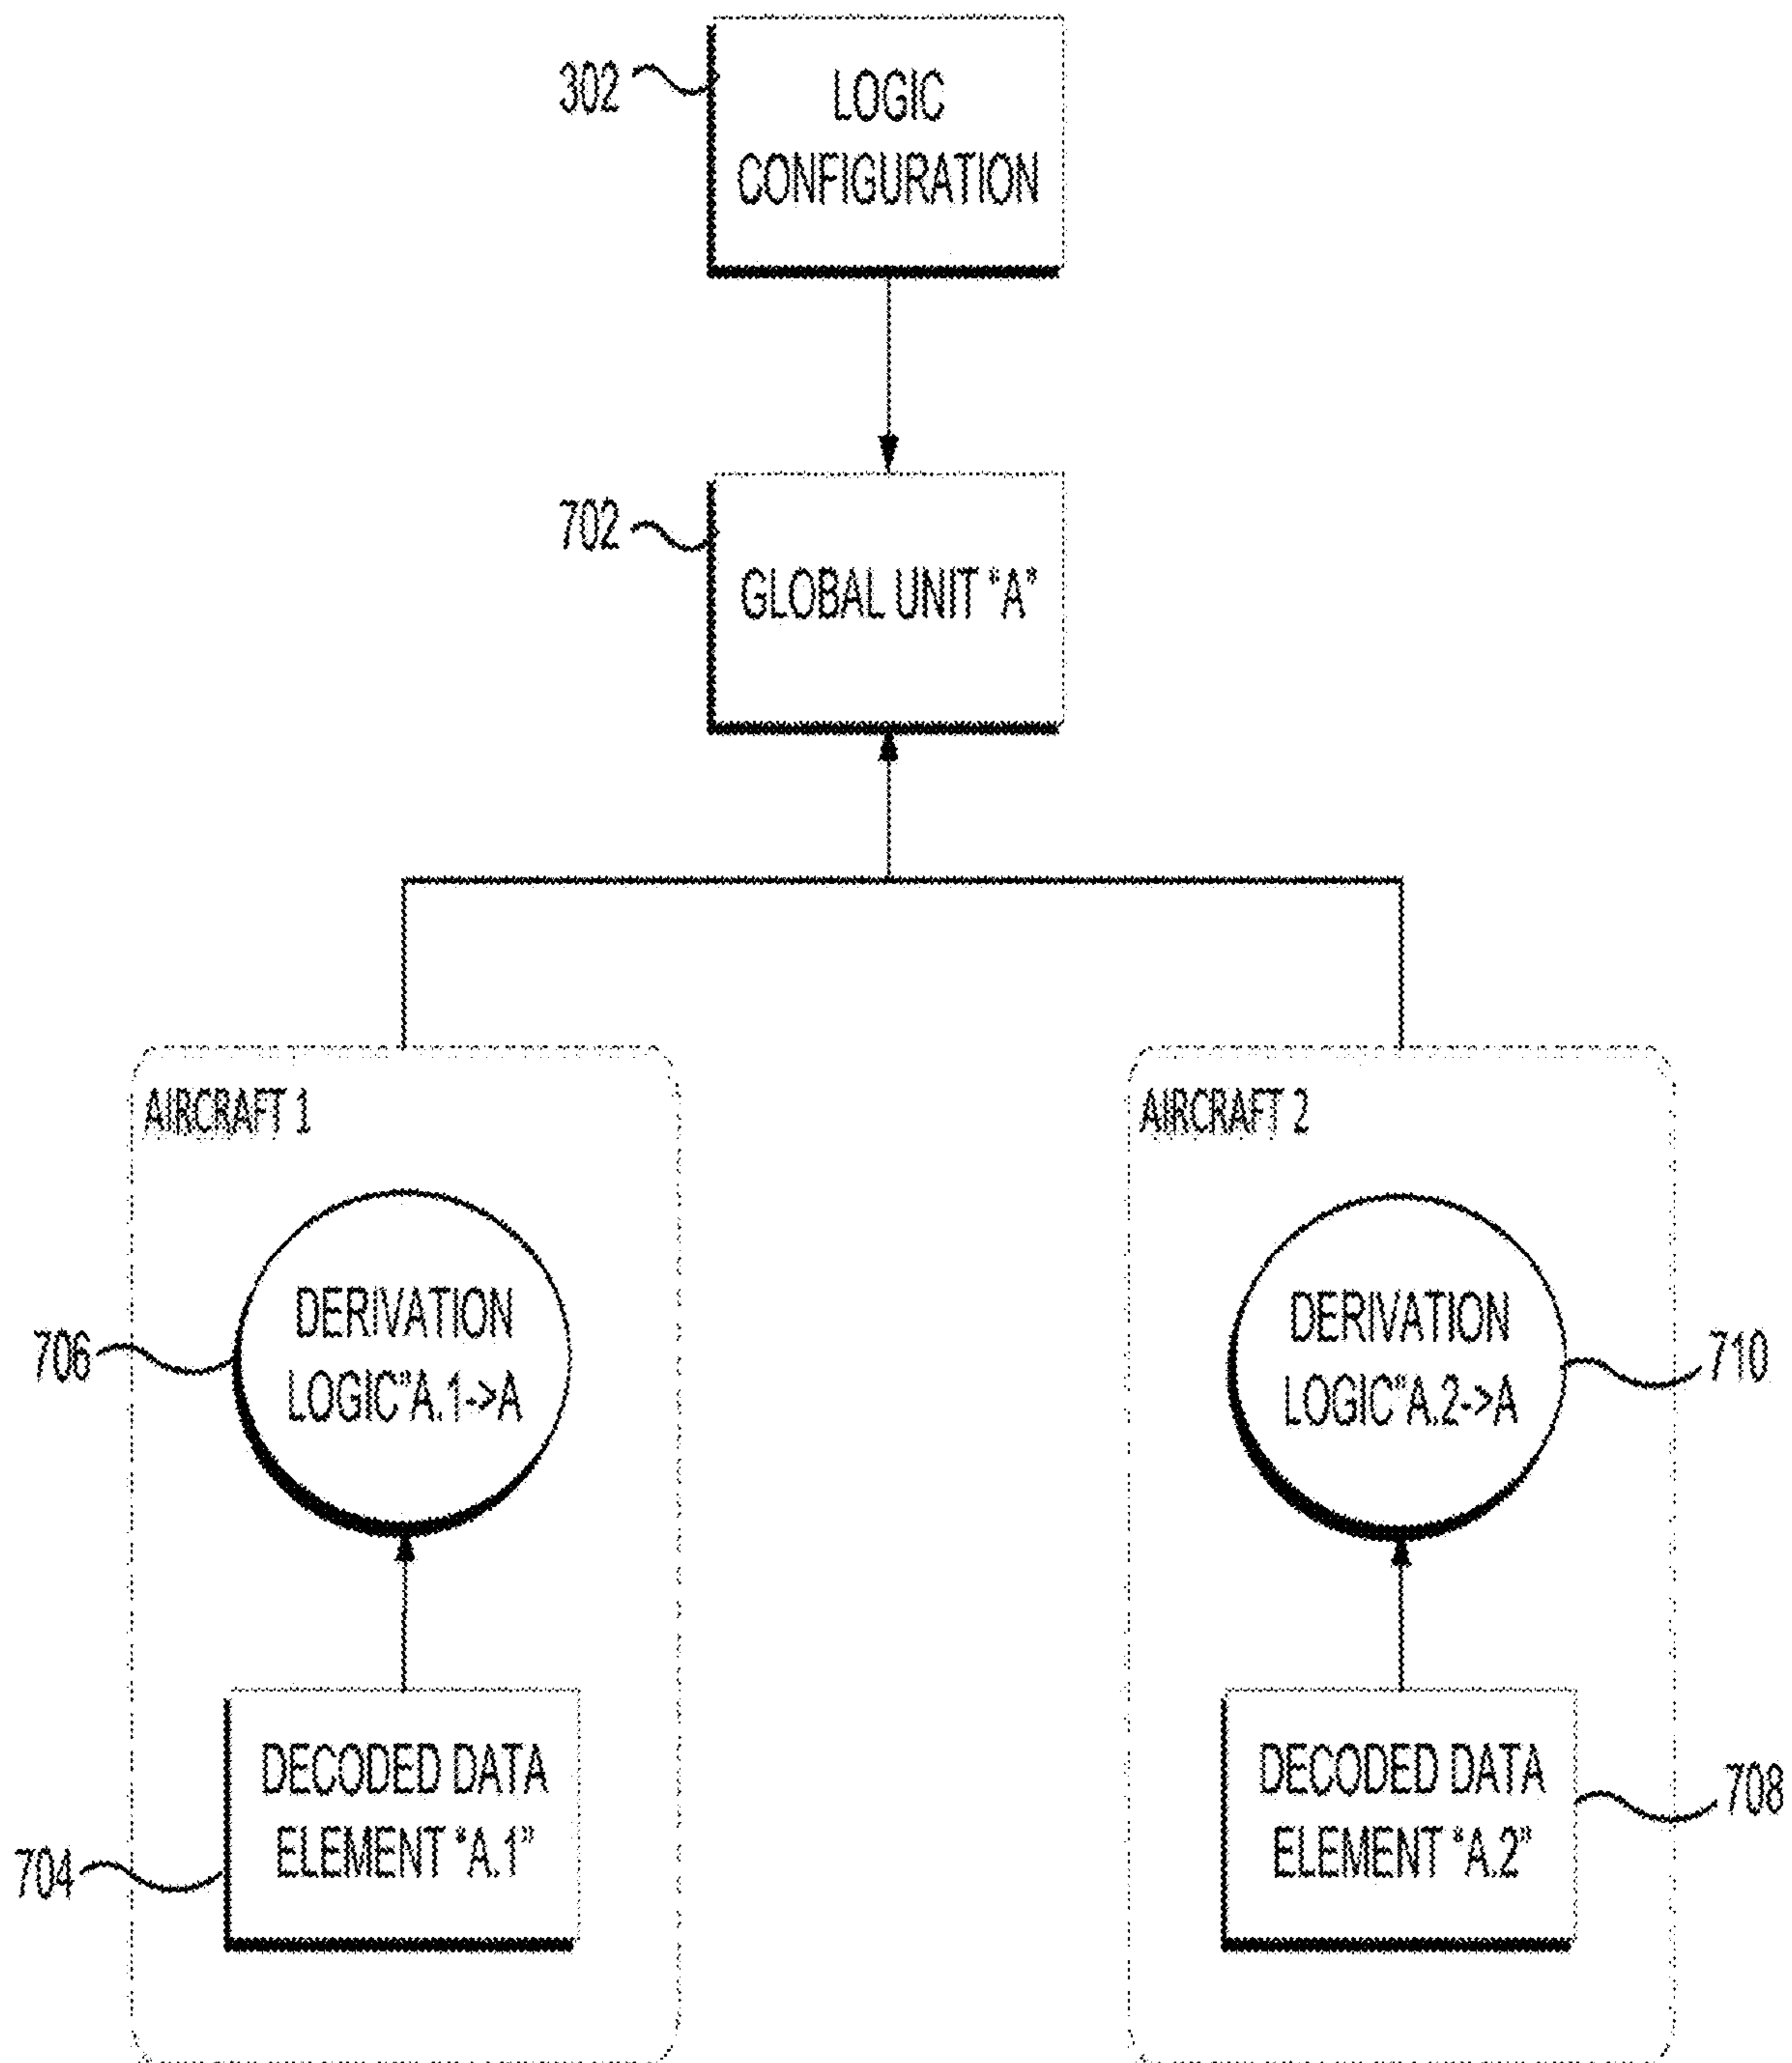 302
LOGIC
CONFIGURATION
702
GLOBAL UNIT "A"
AIRCRAFT 1
AIRCRAFT 2
706
DERIVATION
LOGIC"A.1->A
DERIVATION
LOGIC"A.2->A
710
704
DECODED DATA
ELEMENT "A.1"
DECODED DATA
ELEMENT "A.2"
708